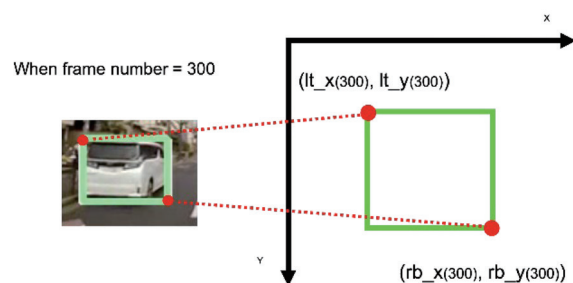 X
When frame number = 300
(lt_x(300), lt_y(300))
Y
(rb_x(300), rb_y(300))